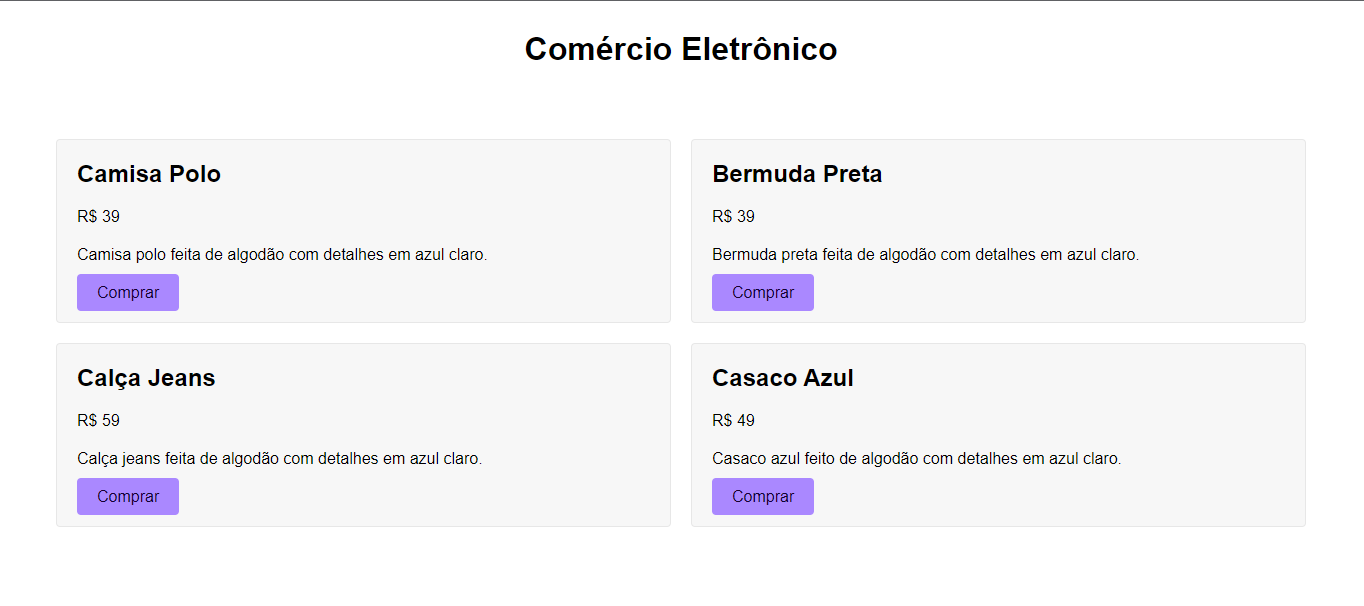 Comércio Eletrônico
Camisa Polo
R$ 39
Camisa polo feita de algodão com detalhes em azul claro.
Comprar
Bermuda Preta
R$ 39
Bermuda preta feita de algodão com detalhes em azul claro.
Comprar
Calça Jeans
R$ 59
Calça jeans feita de algodão com detalhes em azul claro.
Comprar
Casaco Azul
R$ 49
Casaco azul feito de algodão com detalhes em azul claro.
Comprar